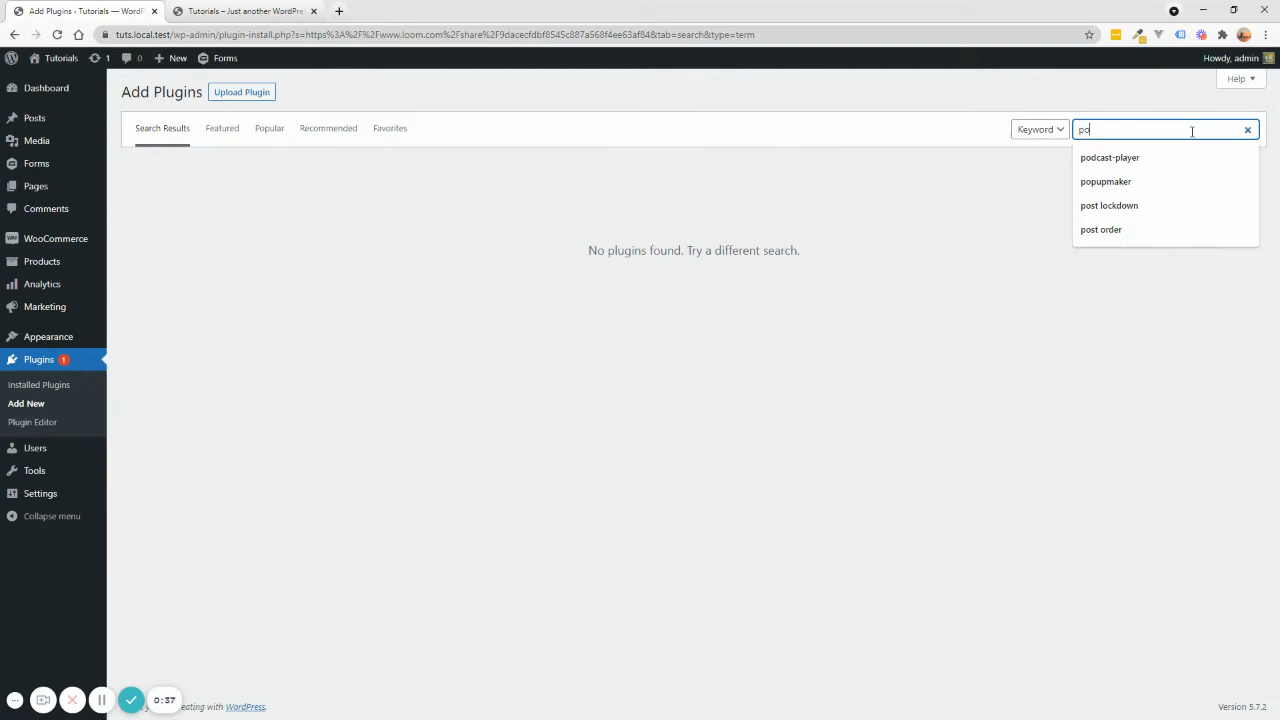 Add Plugins ‹ Tutorials — WordPr
Tutorials – Just another WordPre
tuts.local.test/wp-admin/plugin-install.php?s=https%3A%2F%2Fwww.loom.com%2Fshare%2F9dacecfdbf8545c887a568f4ee63af84&tab=search&type=term
Tutorials
1
0
New
Forms
Howdy, admin
Dashboard
Posts
Media
Forms
Pages
Comments
WooCommerce
Products
Analytics
Marketing
Appearance
Plugins 1
Installed Plugins
Add New
Plugin Editor
Users
Tools
Settings
Collapse menu
Help
Add Plugins
Upload Plugin
Search Results
Featured
Popular
Recommended
Favorites
Keyword
po
podcast-player
popupmaker
post lockdown
post order
No plugins found. Try a different search.
0:37
eating with WordPress.
Version 5.7.2